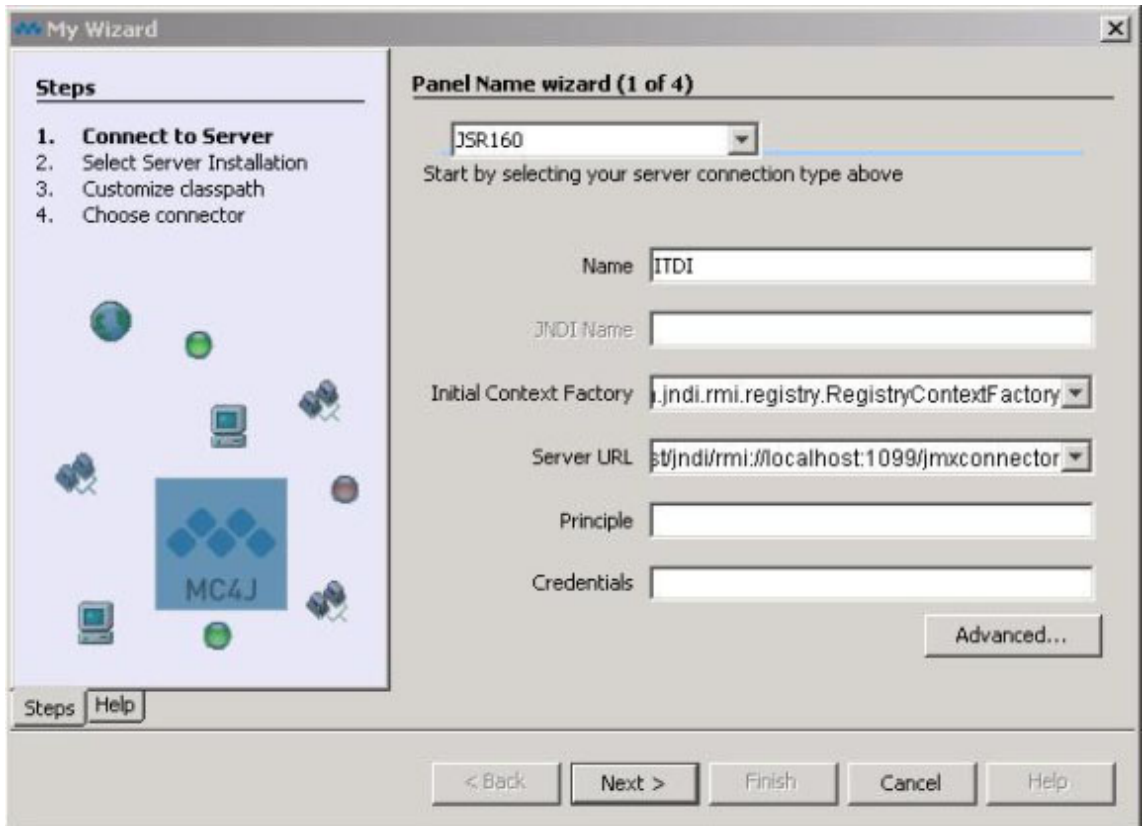 My Wizard
Steps
1. Connect to Server
2. Select Server Installation
3. Customize classpath
4. Choose connector
MC4J
Steps Help
Panel Name wizard (1 of 4)
JSR160
Start by selecting your server connection type above
Name ITDI
JNDI Name
Initial Context Factory .jndi.rmi.registry.RegistryContextFactory
Server URL st/jndi/rmi://localhost:1099/jmxconnector
Principle
Credentials
Advanced...
< Back Next > Finish Cancel Help